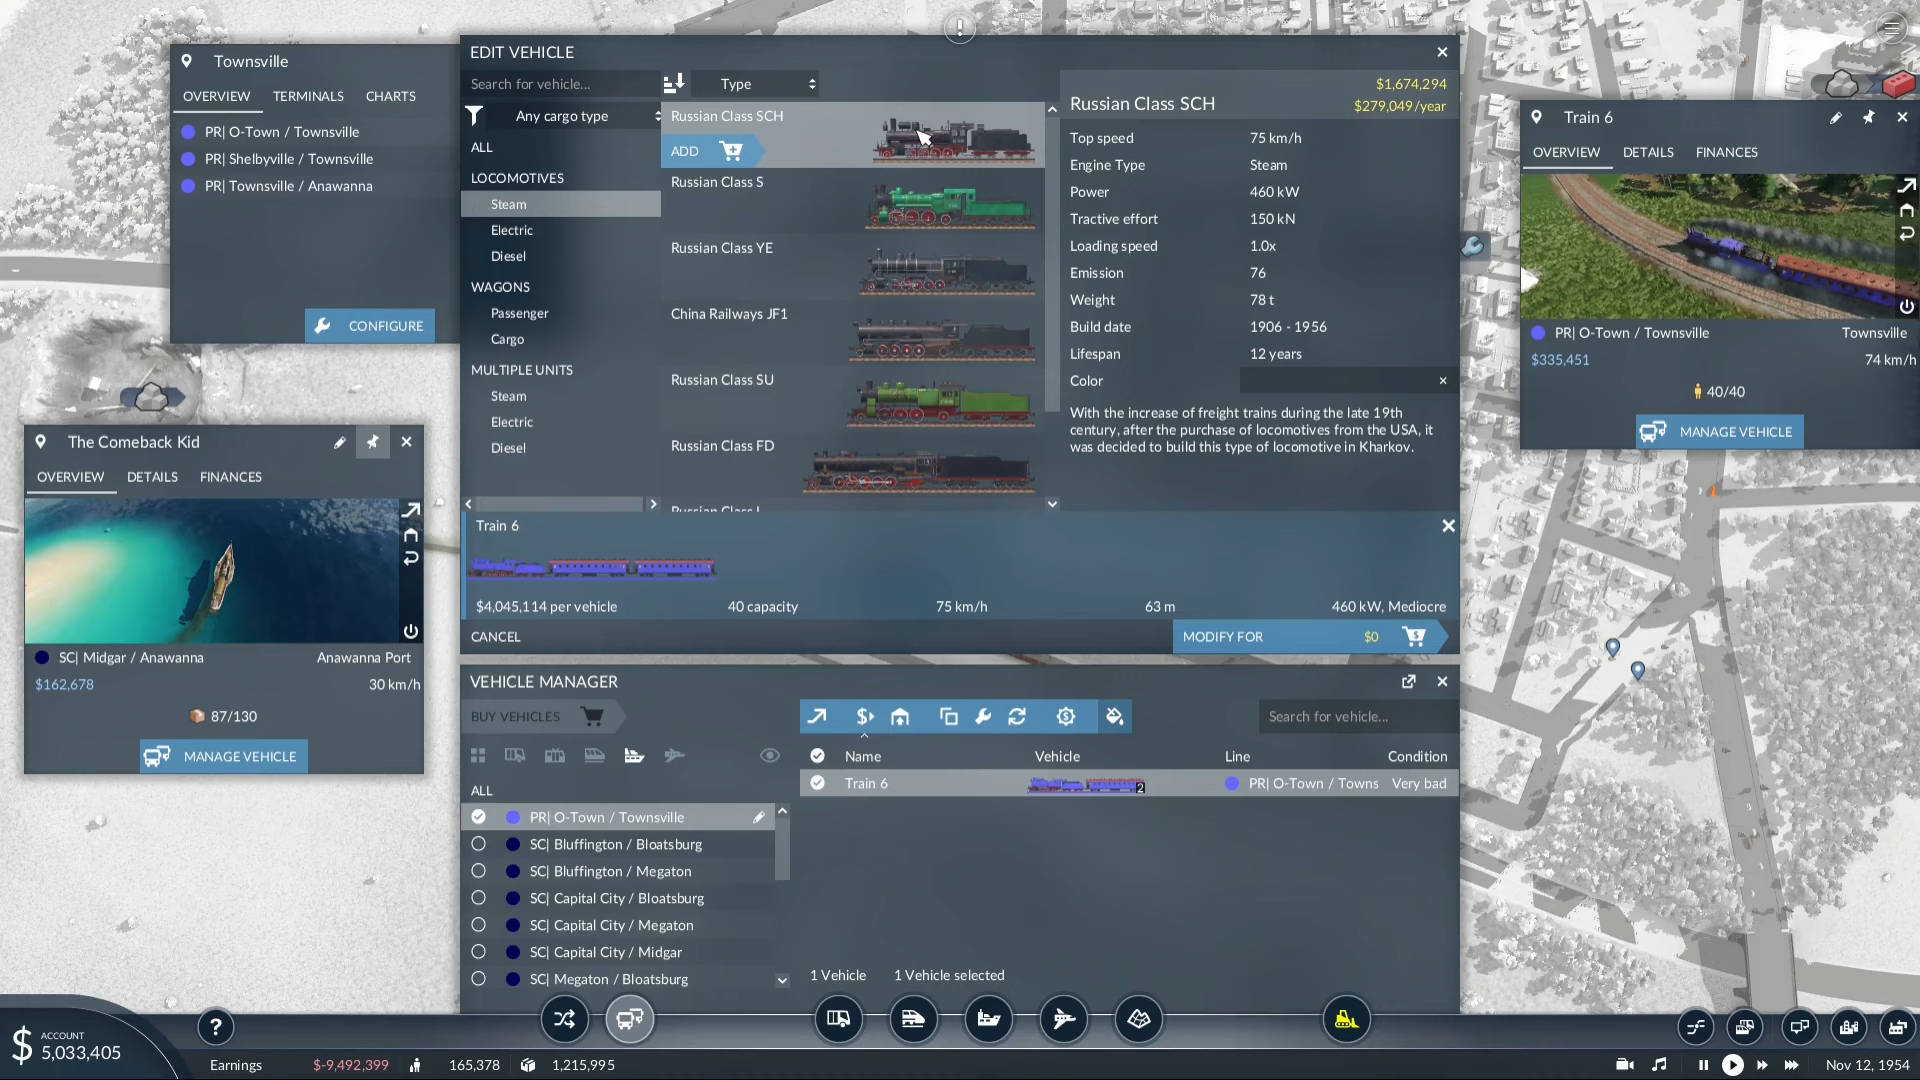 Townsville
OVERVIEW TERMINALS CHARTS
PR| O-Town / Townsville
PR| Shelbyville / Townsville
PR| Townsville / Anawanna
CONFIGURE
The Comeback Kid
OVERVIEW DETAILS FINANCES
SC| Midgar / Anawanna Anawanna Port
$162,678 30 km/h
87/130
MANAGE VEHICLE
EDIT VEHICLE
Search for vehicle... Type
Any cargo type
ALL
LOCOMOTIVES
Steam
Electric
Diesel
WAGONS
Passenger
Cargo
MULTIPLE UNITS
Steam
Electric
Diesel
Russian Class SCH
ADD
Russian Class S
Russian Class YE
China Railways JF1
Russian Class SU
Russian Class FD
Russian Class
$1,674,294
Russian Class SCH
$279,049/year
Top speed 75 km/h
Engine Type Steam
Power 460 kW
Tractive effort 150 kN
Loading speed 1.0x
Emission 76
Weight 78 t
Build date 1906 - 1956
Lifespan 12 years
Color
With the increase of freight trains during the late 19th
century, after the purchase of locomotives from the USA, it
was decided to build this type of locomotive in Kharkov.
Train 6
$4,045,114 per vehicle 40 capacity 75 km/h 63 m 460 kW, Mediocre
CANCEL MODIFY FOR $0
Train 6
OVERVIEW DETAILS FINANCES
PR| O-Town / Townsville Townsville
$335,451 74 km/h
40/40
MANAGE VEHICLE
VEHICLE MANAGER
BUY VEHICLES
Search for vehicle...
ALL
PR| O-Town / Townsville
SC| Bluffington / Bloatsburg
SC| Bluffington / Megaton
SC| Capital City / Bloatsburg
SC| Capital City / Megaton
SC| Capital City / Midgar
SC| Megaton / Bloatsburg
Name Vehicle Line Condition
Train 6 2 PR| O-Town / Towns Very bad
1 Vehicle 1 Vehicle selected
ACCOUNT
$ 5,033,405
?
Earnings $-9,492,399 165,378 1,215,995
Nov 12, 1954